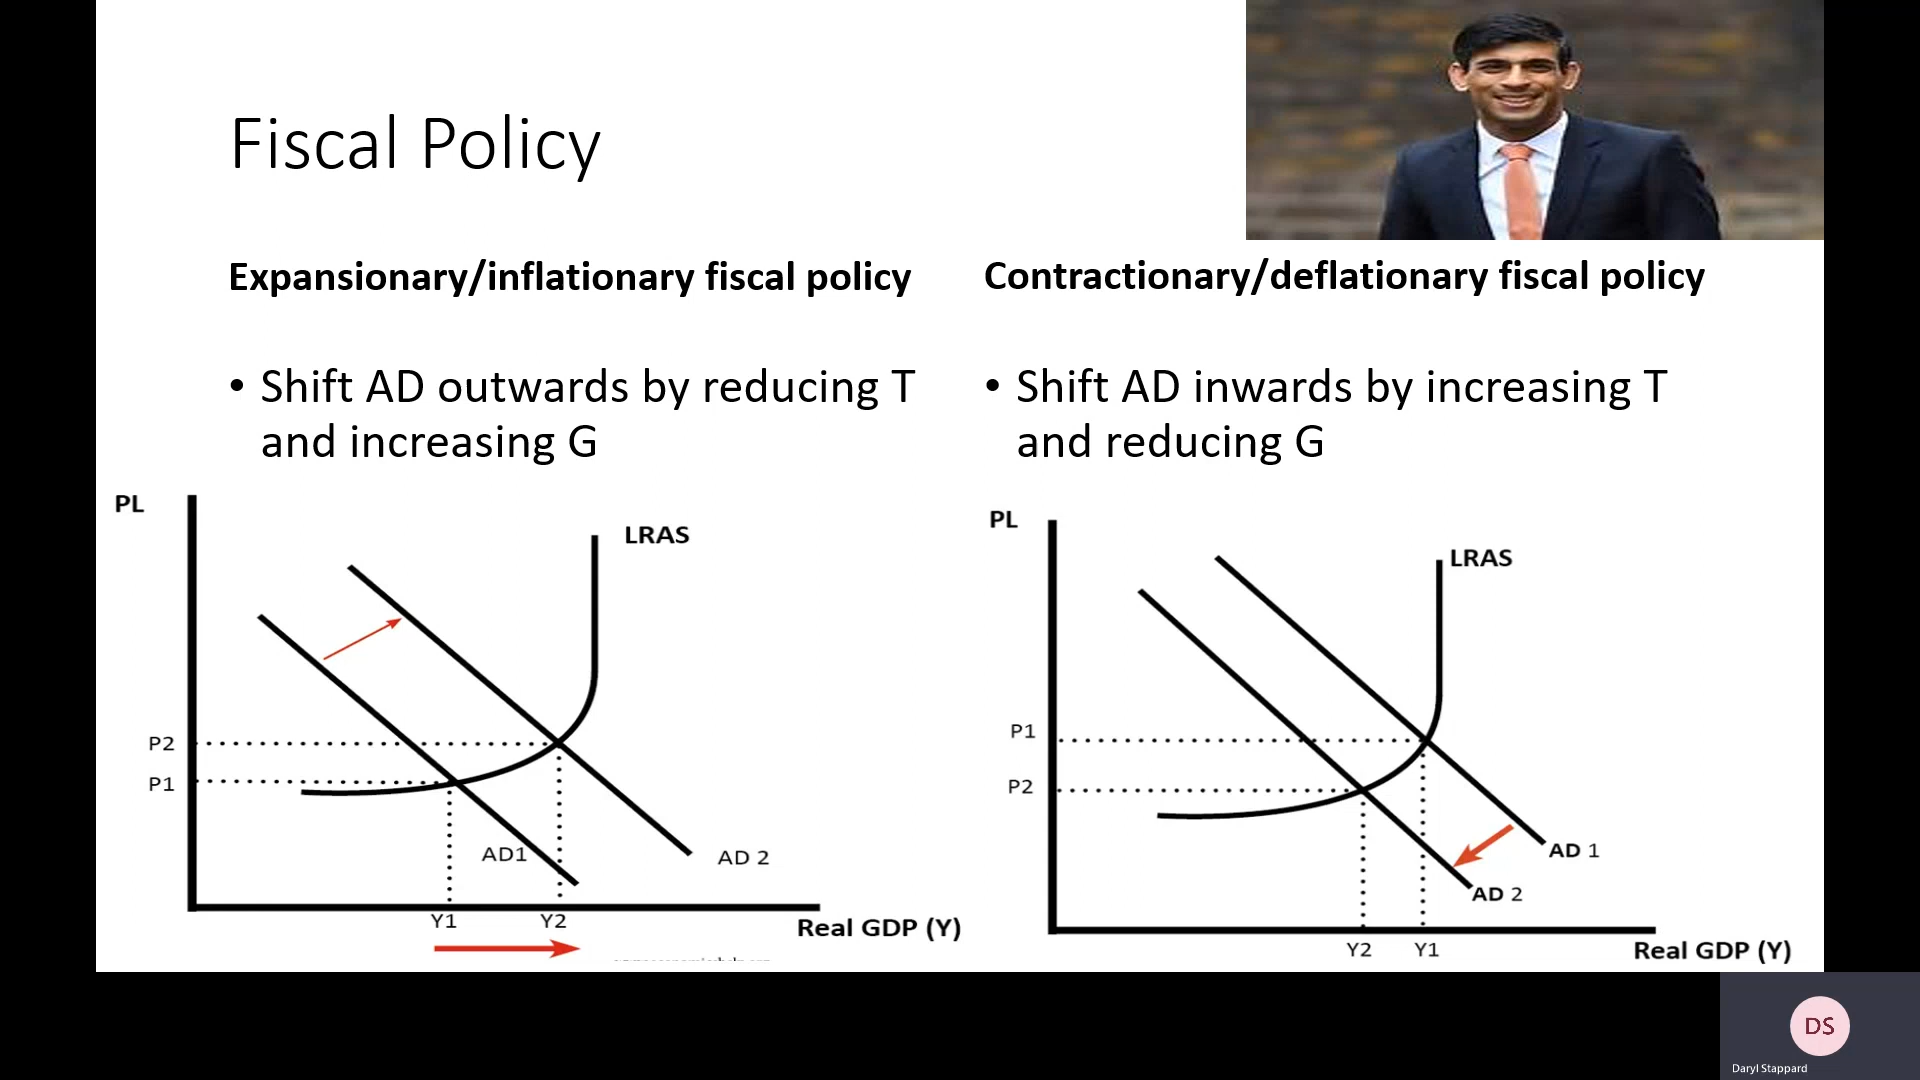 Fiscal Policy
Expansionary/inflationary fiscal policy
• Shift AD outwards by reducing T
and increasing G
Contractionary/deflationary fiscal policy
• Shift AD inwards by increasing T
and reducing G
PL
LRAS
P2
P1
AD1
AD 2
Y1
Y2
Real GDP (Y)
PL
LRAS
P1
P2
AD 1
AD 2
Y2
Y1
Real GDP (Y)
DS
Daryl Stappard